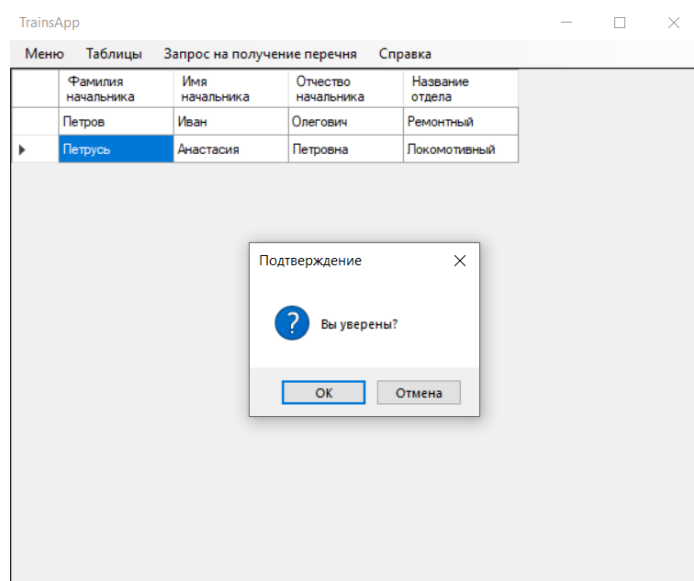 TrainsApp
Меню Таблицы Запрос на получение перечня Справка
Фамилия начальника Имя начальника Отчество начальника Название отдела
Петров Иван Олегович Ремонтный
Петрусь Анастасия Петровна Локомотивный
Подтверждение
Вы уверены?
OK Отмена